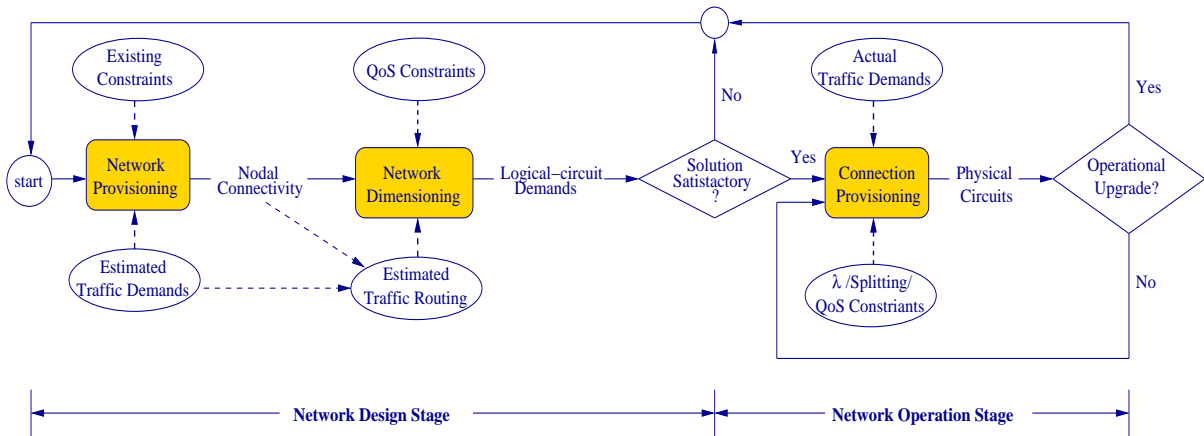 Existing
Constraints
QoS Constraints
Actual
Traffic Demands
No
Yes
start
Network
Provisioning
Nodal
Connectivity
Network
Dimensioning
Logical−circuit
Demands
Solution
Satistactory
?
Yes
Connection
Provisioning
Physical
Circuits
Operational
Upgrade?
Estimated
Traffic Demands
Estimated
Traffic Routing
λ /Splitting/
QoS Constriants
No
Network Design Stage
Network Operation Stage